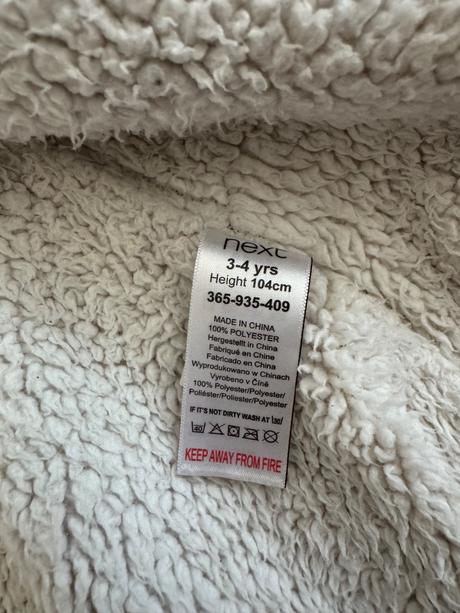 next
3-4 yrs
Height 104cm
365-935-409
MADE IN CHINA
100% POLYESTER
Hergestellt in China
Fabriqué en Chine
Fabricado en China
Wyprodukowano w Chinach
Vyrobeno v Číně
100% Polyester/Polyester/
Poliéster/Poliester/Polyester
IF IT'S NOT DIRTY WASH AT 30/
40
KEEP AWAY FROM FIRE